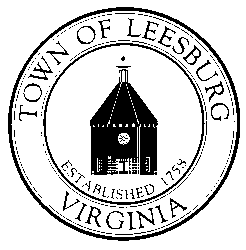 TOWN OF LEESBURG
ESTABLISHED 1758
VIRGINIA